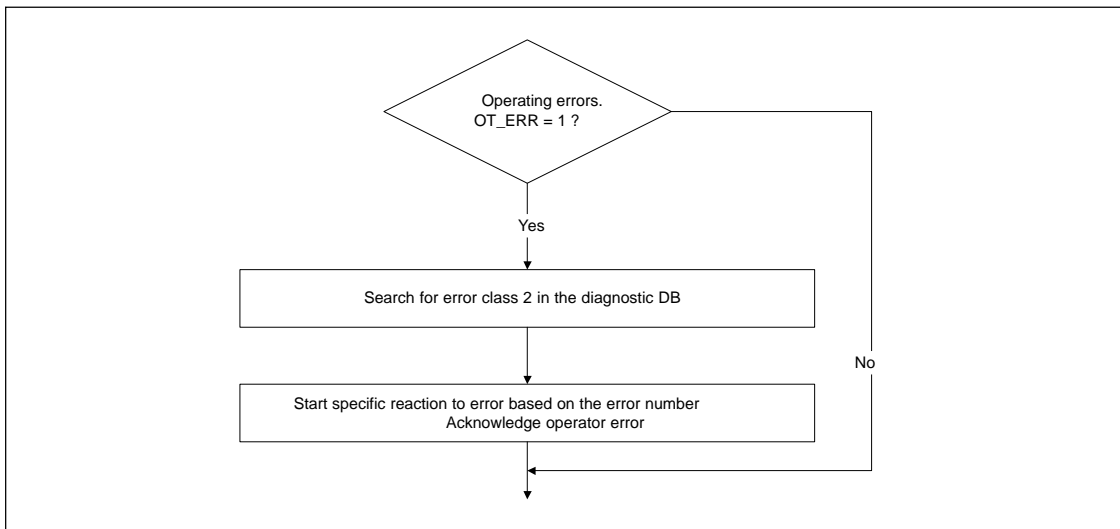 Operating errors.
OT_ERR = 1 ?
Yes
Search for error class 2 in the diagnostic DB
No
Start specific reaction to error based on the error number
Acknowledge operator error